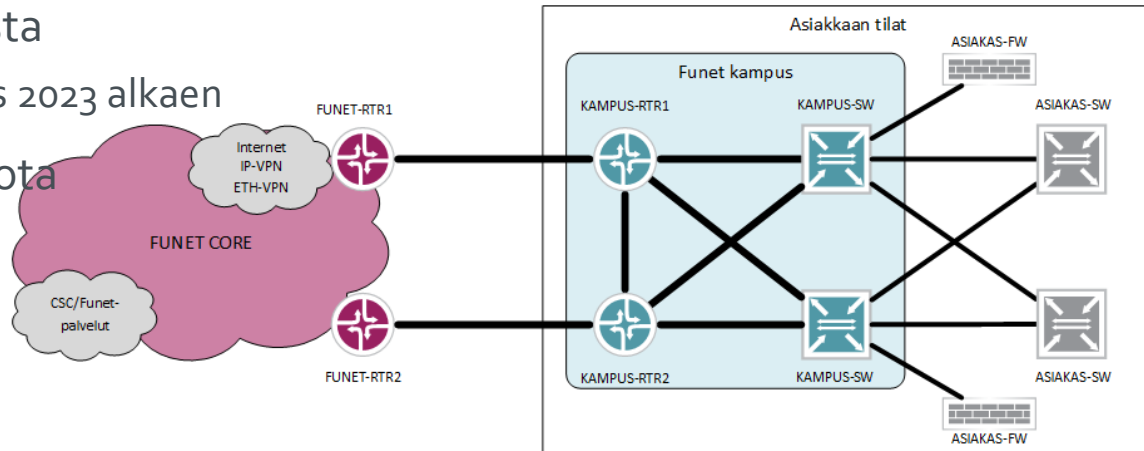 sta
s 2023 alkaen
ota
Asiakkaan tilat
Funet kampus
FUNET-RTR1
Internet
IP-VPN
ETH-VPN
FUNET CORE
CSC/Funet-
palvelut
FUNET-RTR2
KAMPUS-RTR1
KAMPUS-SW
KAMPUS-RTR2
KAMPUS-SW
ASIAKAS-FW
ASIAKAS-SW
ASIAKAS-SW
ASIAKAS-FW